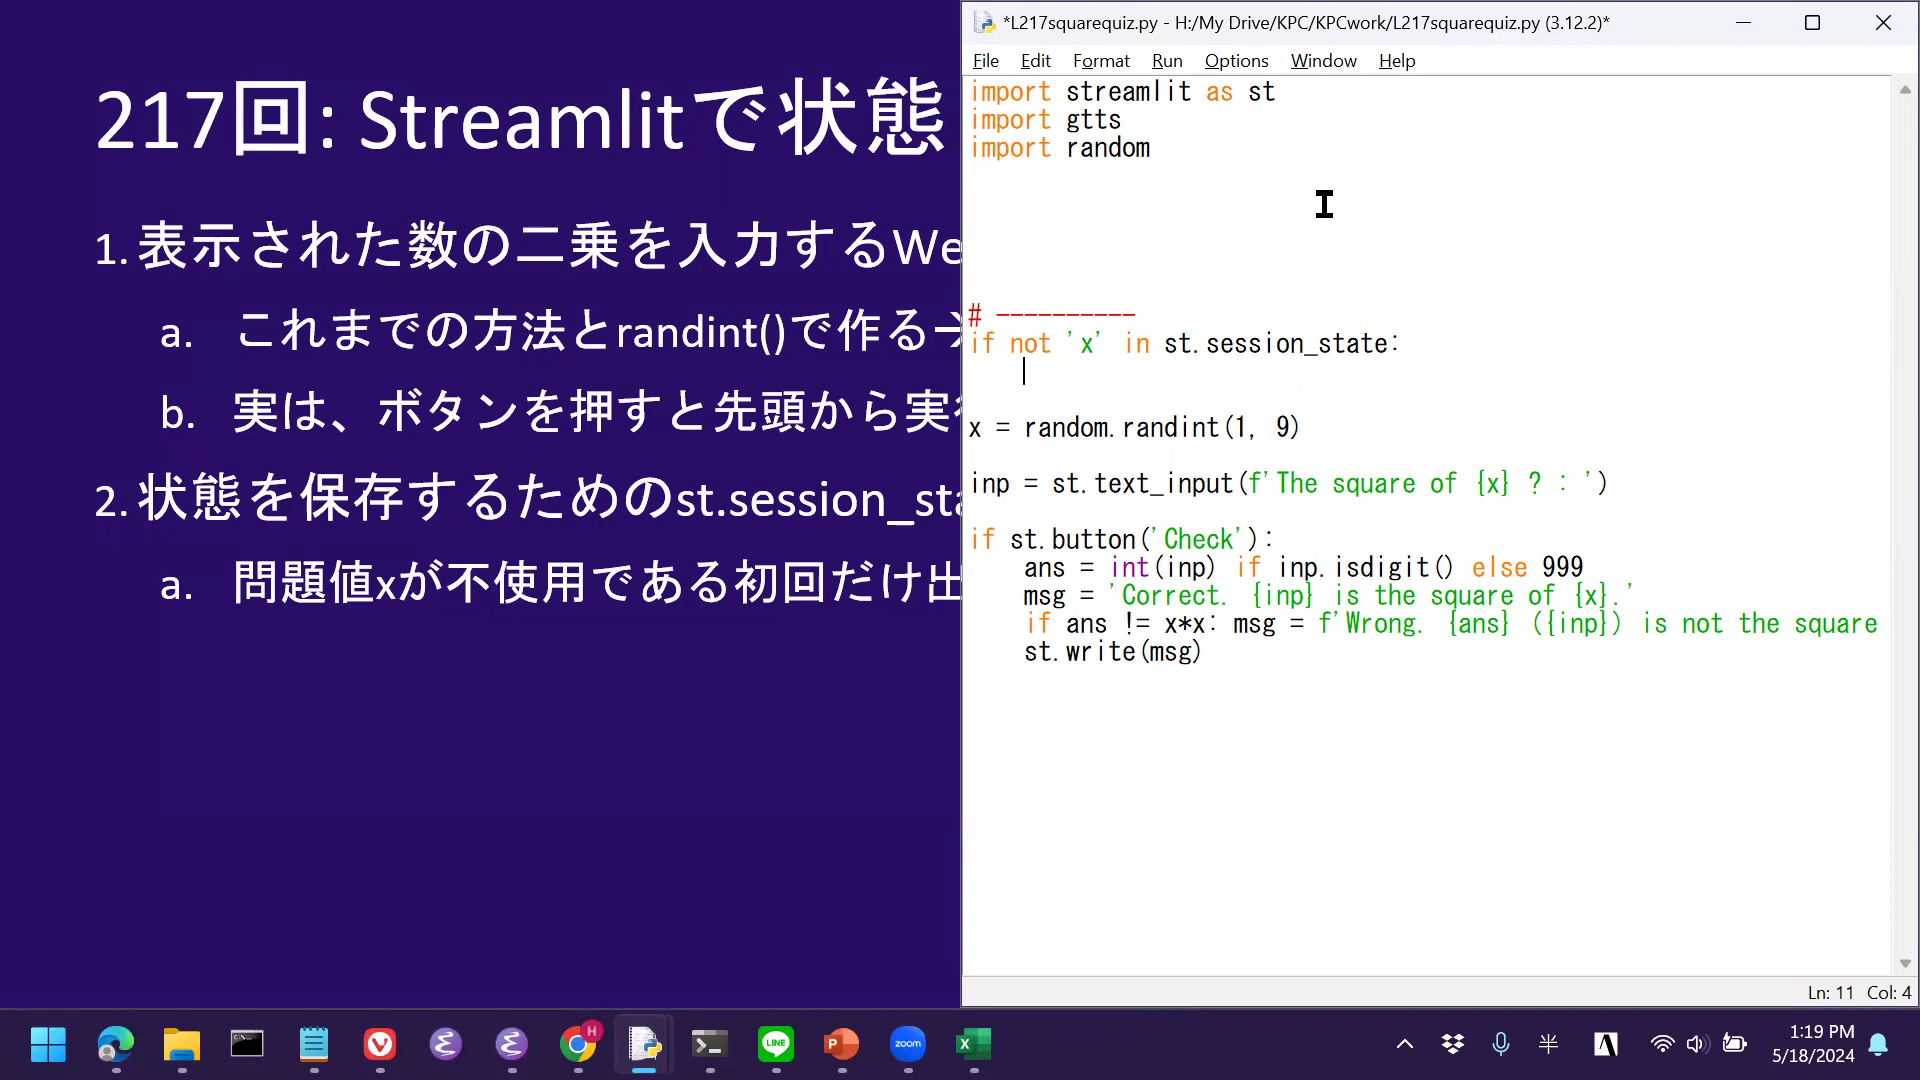 217回: Streamlitで状態
1. 表示された数の二乗を入力するWe
a. これまでの方法とrandint()で作る
b. 実は、ボタンを押すと先頭から実
2. 状態を保存するためのst.session_sta
a. 問題値xが不使用である初回だけ出
*L217squarequiz.py - H:/My Drive/KPC/KPCwork/L217squarequiz.py (3.12.2)*
File Edit Format Run Options Window Help
import streamlit as st
import gtts
import random
# ----------
if not 'x' in st.session_state:
x = random.randint(1, 9)
inp = st.text_input(f'The square of {x} ? : ')
if st.button('Check'):
ans = int(inp) if inp.isdigit() else 999
msg = 'Correct. {inp} is the square of {x}.'
if ans != x*x: msg = f'Wrong. {ans} ({inp}) is not the square
st.write(msg)
Ln: 11 Col: 4
H
LINE
P
zoom
X
半
A
1:19 PM
5/18/2024